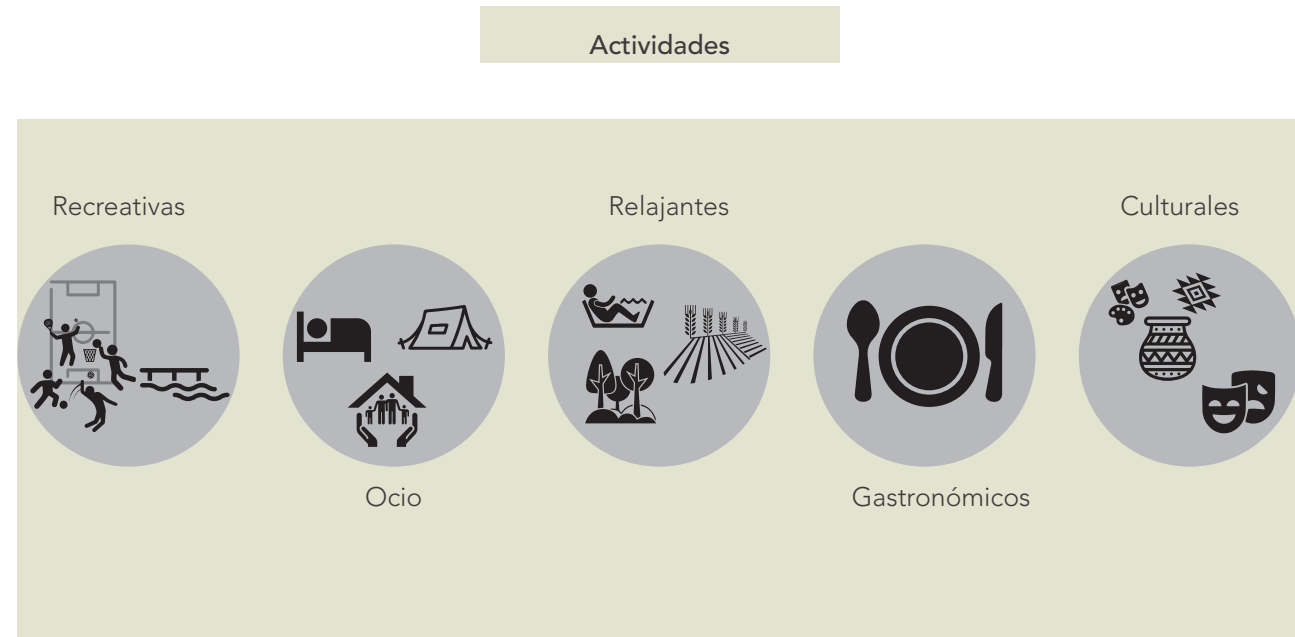 Actividades
Recreativas
Relajantes
Culturales
Ocio
Gastronómicos